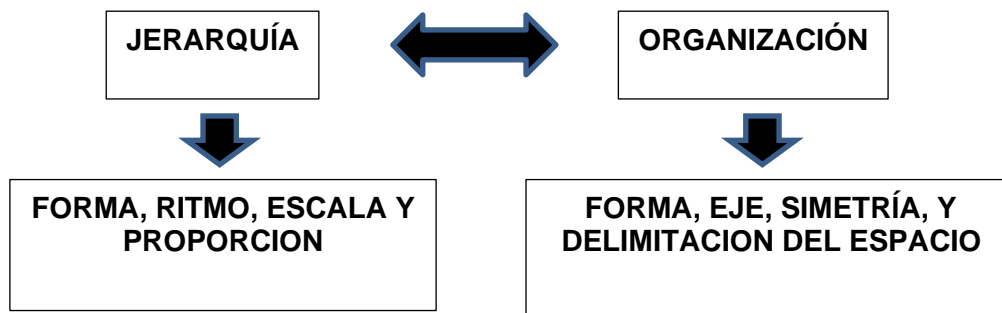 JERARQUÍA
ORGANIZACIÓN
FORMA, RITMO, ESCALA Y
PROPORCION
FORMA, EJE, SIMETRÍA, Y
DELIMITACION DEL ESPACIO